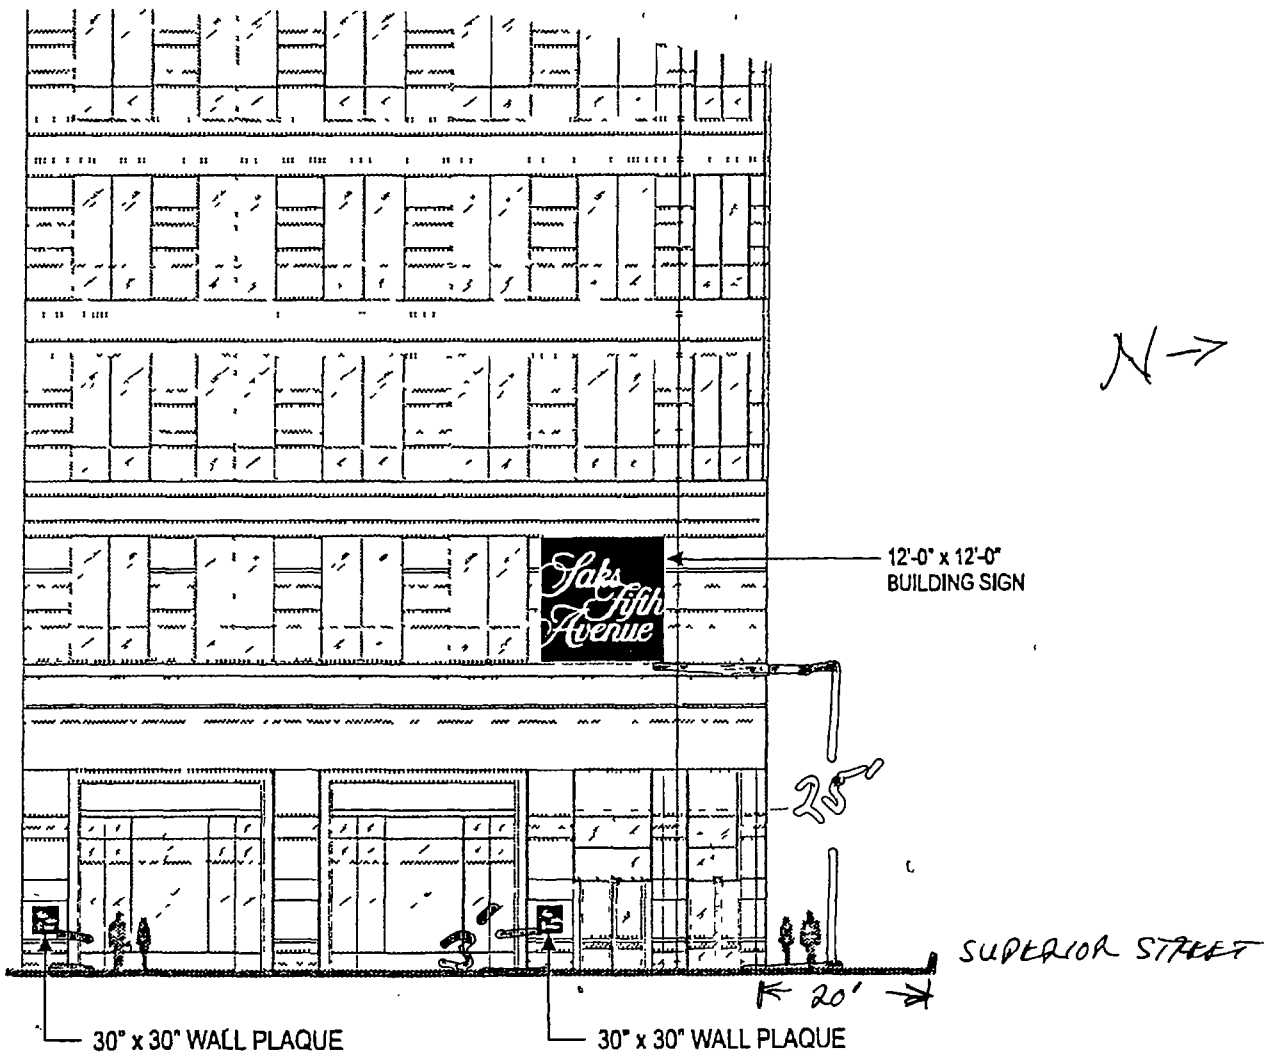 N →
12'-0" x 12'-0"
BUILDING SIGN
Saks
Fifth
Avenue
SUPERIOR STREET
20'
30" x 30" WALL PLAQUE
30" x 30" WALL PLAQUE